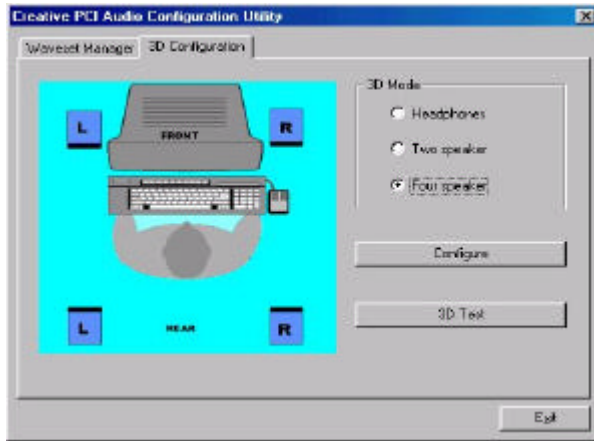 Creative PCI Audio Configuration Utility
Waveset Manager
3D Configuration
L
FRONT
R
L
REAR
R
3D Mode
Headphones
Two speaker
Four speaker
Configure
3D Test
Exit